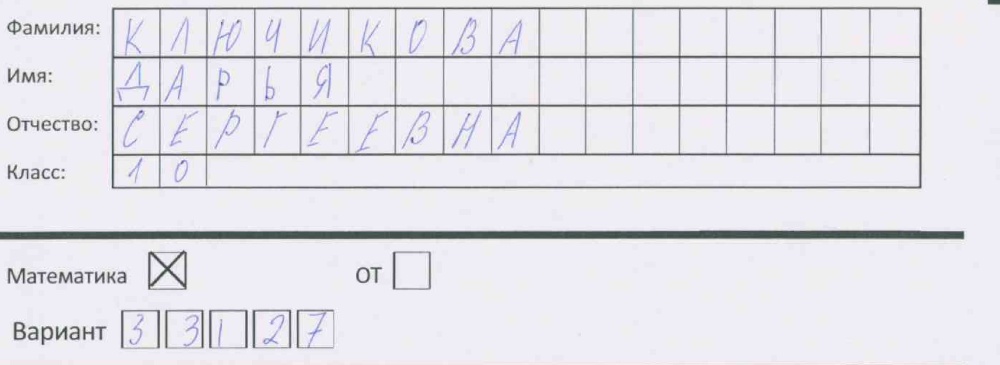 Фамилия: КЛЮЧИКОВА
Имя: ДАРЬЯ
Отчество: СЕРГЕЕВНА
Класс: 10
Математика ☒ ОТ ☐
Вариант 33127